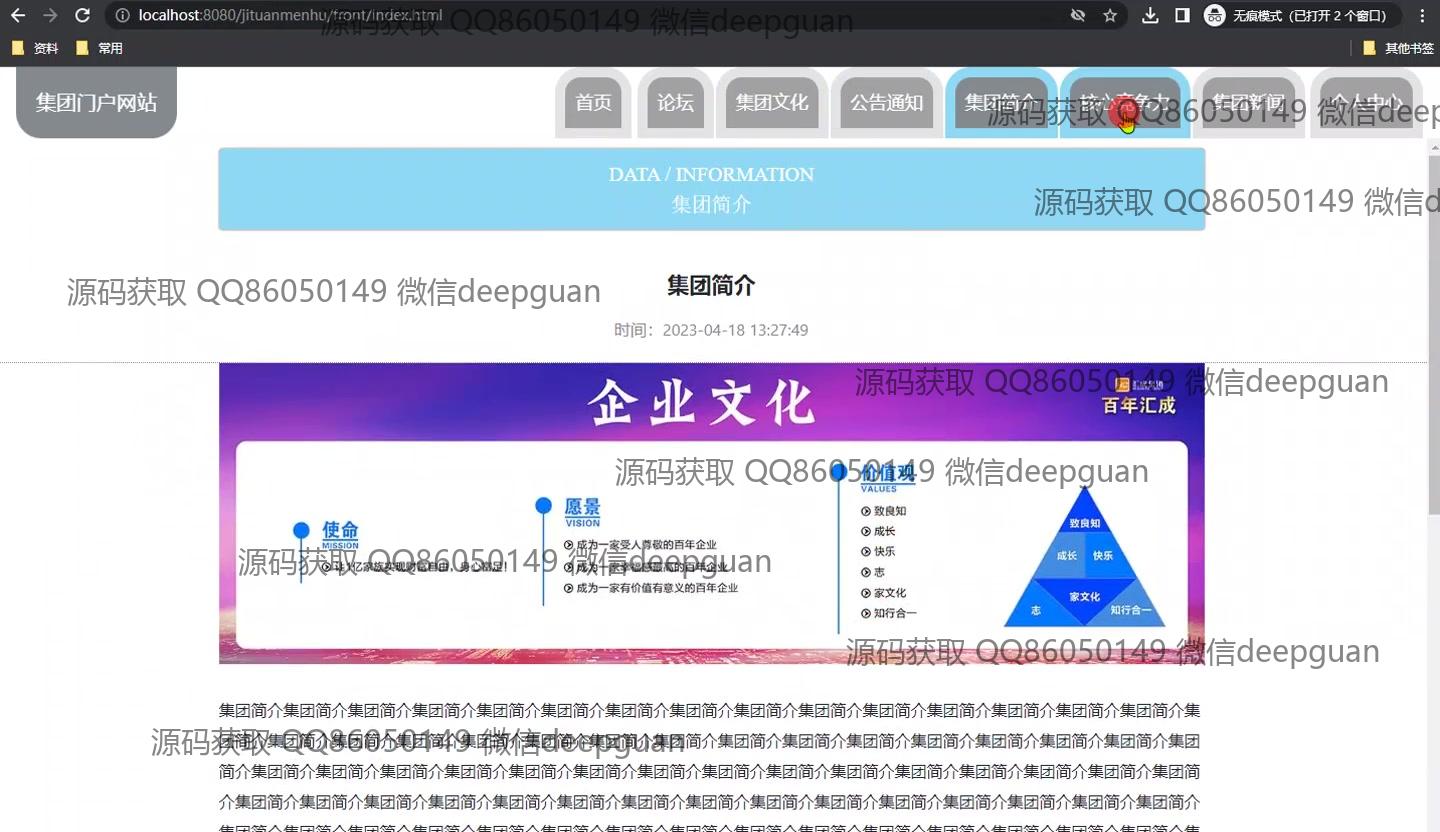 localhost:8080/jituanmenhu/front/index.html
无痕模式（已打开 2 个窗口）
资料 常用 其他书签
集团门户网站
首页 论坛 集团文化 公告通知 集团简介 核心竞争力 集团新闻 个人中心
源码获取 QQ86050149 微信deepguan
源码获取 QQ86050149 微信deep
DATA / INFORMATION
集团简介
源码获取 QQ86050149 微信d
集团简介
源码获取 QQ86050149 微信deepguan
时间：2023-04-18 13:27:49
企业文化
源码获取 QQ86050149 微信deepguan
百年汇成
源码获取 QQ86050149 微信deepguan
使命
MISSION
愿景
VISION
成为一家受人尊敬的百年企业
成为一家有价值有意义的百年企业
价值观
VALUES
致良知
成长
快乐
志
家文化
知行合一
致良知
成长 快乐
家文化
志 知行合一
源码获取 QQ86050149 微信deepguan
源码获取 QQ86050149 微信deepguan
集团简介集团简介集团简介集团简介集团简介集团简介集团简介集团简介集团简介集团简介集团简介集团简介集团简介集团简介集团简介集
团简介集团简介集团简介集团简介集团简介集团简介集团简介集团简介集团简介集团简介集团简介集团简介集团简介集团简介集团简介
源码获取 QQ86050149 微信deepguan
集团简介集团简介集团简介集团简介集团简介集团简介集团简介集团简介集团简介集团简介集团简介集团简介集团简介集团简介集团简
介集团简介集团简介集团简介集团简介集团简介集团简介集团简介集团简介集团简介集团简介集团简介集团简介集团简介集团简介集团简介